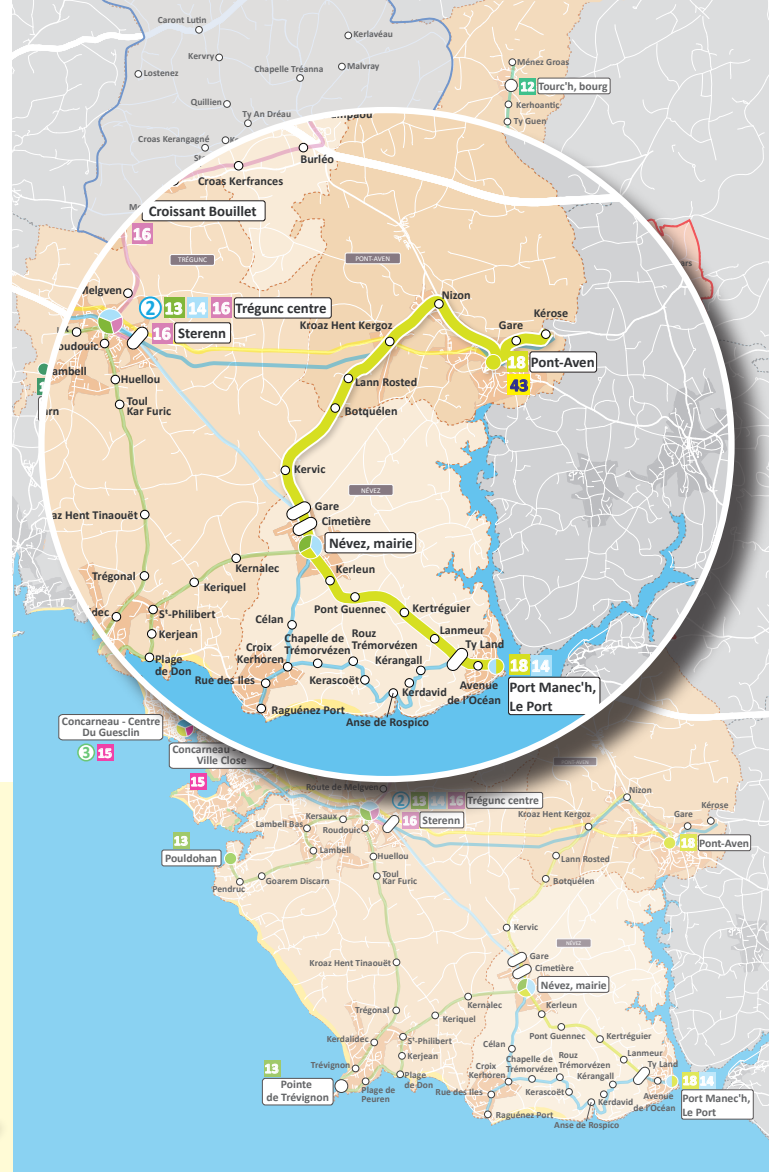 Caront Lutin
Kerlavéau
Kervry
Lostenez
Chapelle Tréanna
Malvray
Ménez Groas
12 Tourc'h, bourg
Kerhoantic
Ty Guen
Quillien
Ty An Dréau
Croas Kerangagné
Burléo
Croas Kerfrances
Croissant Bouillet
16
TRÉGUNC
PONT-AVEN
Melgven
2 13 14 16 Trégunc centre
16 Sterenn
Nizon
Kroaz Hent Kergoz
Gare
Kérose
18 Pont-Aven
43
oudouic
ambell
Huellou
Toul
Kar Furic
Lann Rosted
Botquélen
Kervic
NÉVEZ
Gare
Cimetière
Névez, mairie
az Hent Tinaouët
Kernalec
Kerleun
Trégonal
Keriquel
Pont Guennec
Kertréguier
idec
St-Philibert
Célan
Lanmeur
Kerjean
Chapelle de
Trémorvézen
Rouz
Trémorvézen
Ty Land
Croix
Kerhoren
Kérangall
18 14
Plage
de Don
Rue des Iles
Kerascoët
Kerdavid
Avenue
de l'Océan
Port Manec'h,
Le Port
Raguénez Port
Anse de Rospico
Concarneau - Centre
Du Guesclin
3 15
Concarneau -
Ville Close
15
Route de Melgven
2 13 14 16 Trégunc centre
16 Sterenn
PONT-AVEN
Nizon
Kroaz Hent Kergoz
Gare
Kérose
18 Pont-Aven
Kersaux
Lambell Bas
Roudouic
13
Pouldohan
Lambell
Huellou
Toul
Kar Furic
Lann Rosted
Botquélen
Pendruc
Goarem Discarn
Kervic
NÉVEZ
Gare
Cimetière
Névez, mairie
Kroaz Hent Tinaouët
Kernalec
Kerleun
Trégonal
Keriquel
Pont Guennec
Kertréguier
Kerdalidec
St-Philibert
Célan
Lanmeur
Kerjean
Chapelle de
Trémorvézen
Rouz
Trémorvézen
Ty Land
13
Trévignon
Croix
Kerhoren
Kérangall
18 14
Pointe
de Trévignon
Plage de
Peuren
Plage
de Don
Rue des Iles
Kerascoët
Kerdavid
Avenue
de l'Océan
Port Manec'h,
Le Port
Raguénez Port
Anse de Rospico